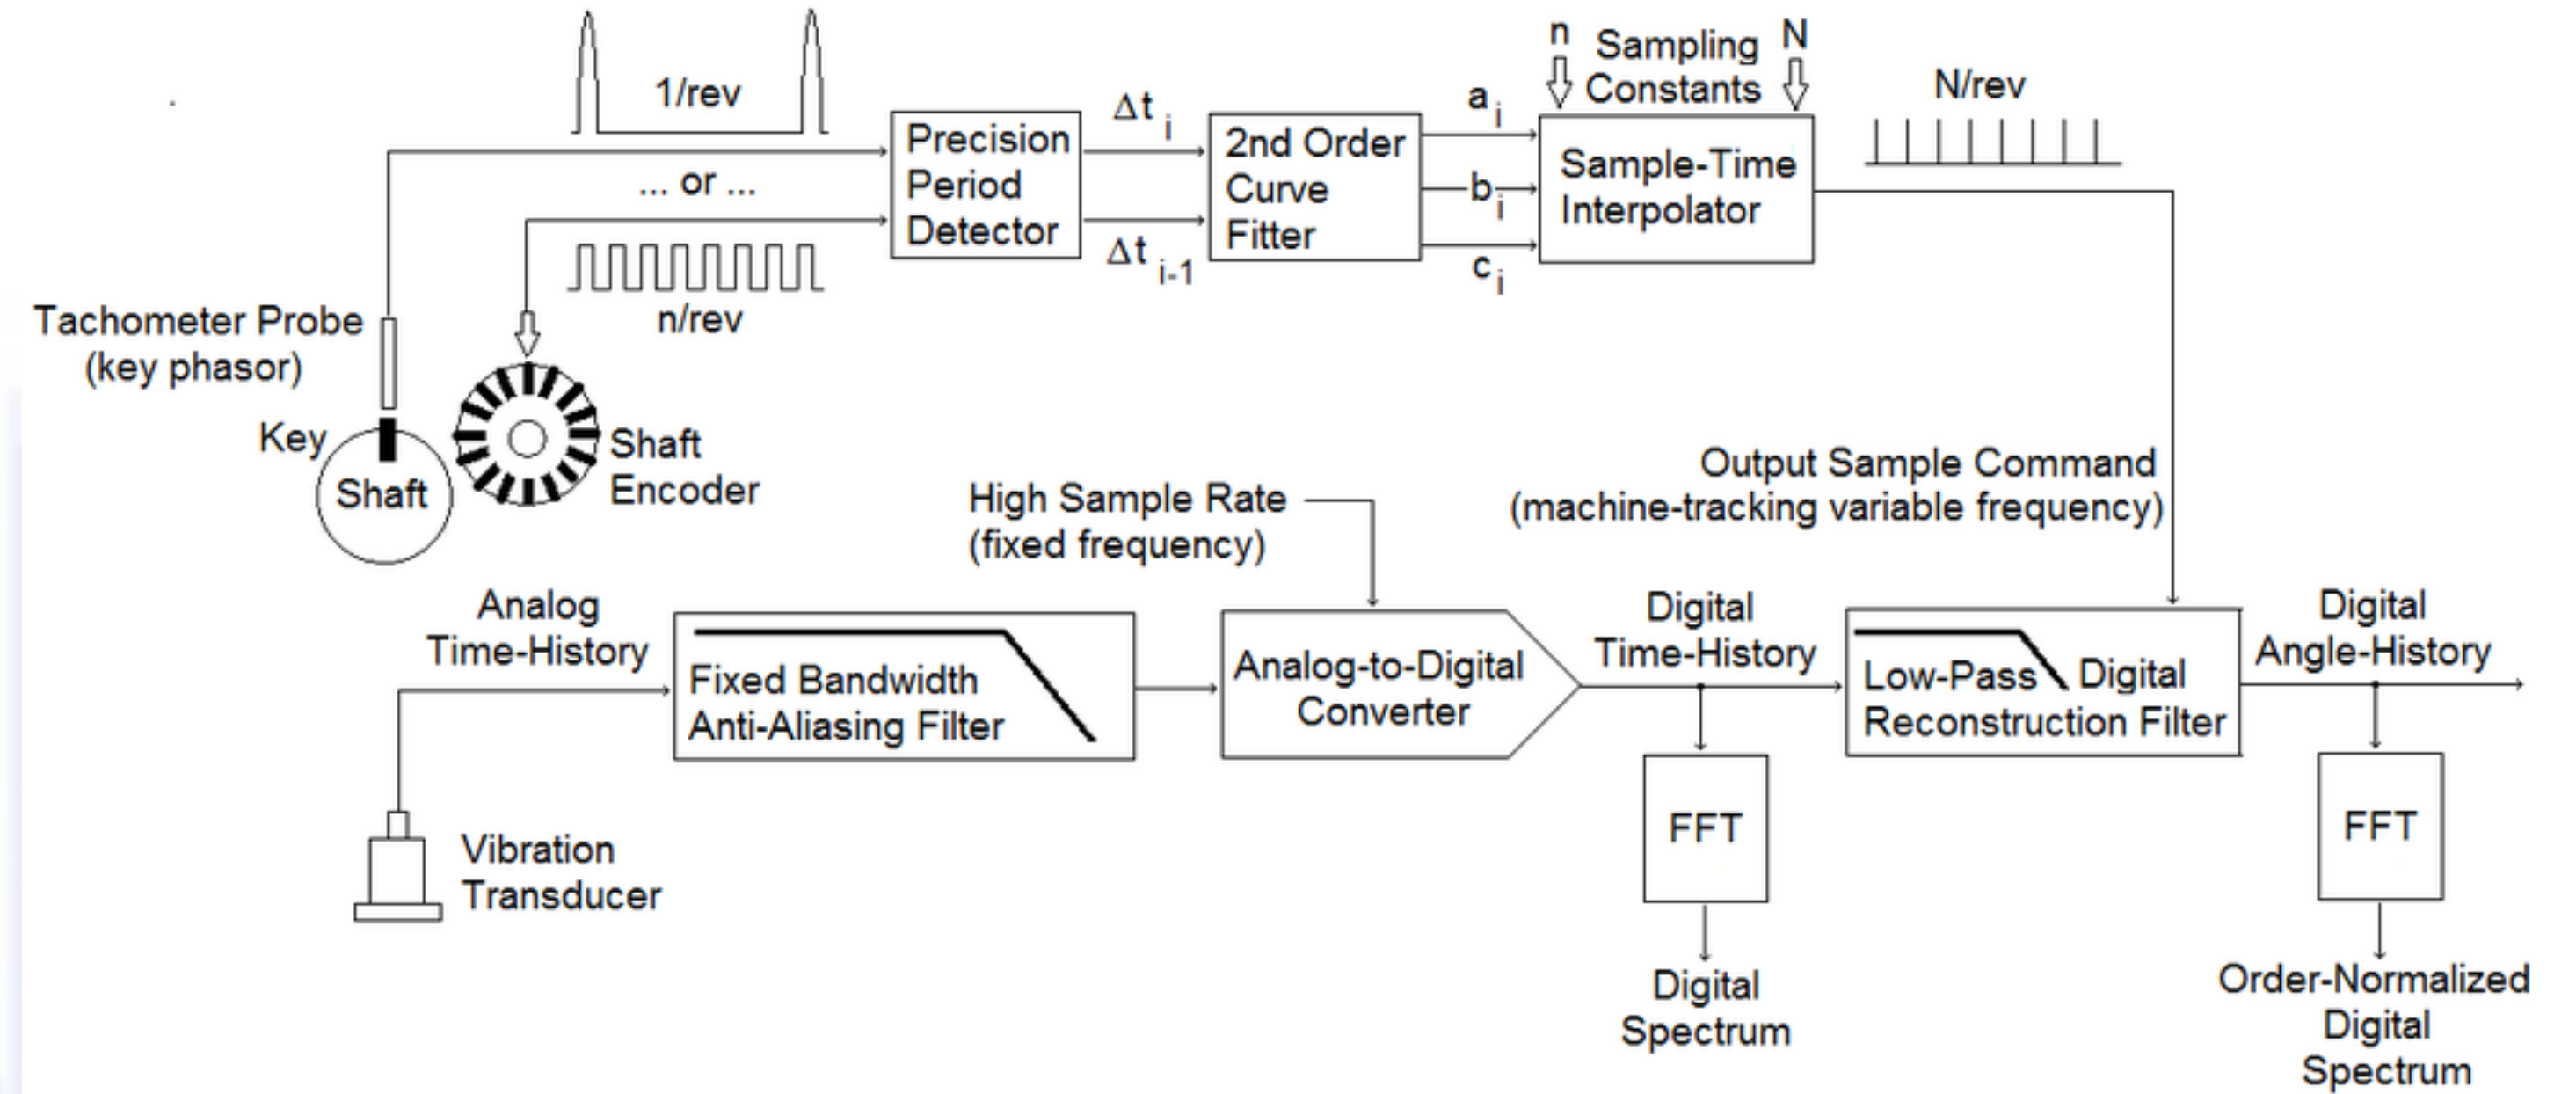 1/rev
... or ...
n/rev
Precision
Period
Detector
Δt i
Δt i-1
2nd Order
Curve
Fitter
a i
b i
c i
n
Sampling
Constants
N
Sample-Time
Interpolator
N/rev
Tachometer Probe
(key phasor)
Key
Shaft
Shaft
Encoder
High Sample Rate
(fixed frequency)
Output Sample Command
(machine-tracking variable frequency)
Analog
Time-History
Fixed Bandwidth
Anti-Aliasing Filter
Analog-to-Digital
Converter
Digital
Time-History
Low-Pass Digital
Reconstruction Filter
Digital
Angle-History
Vibration
Transducer
FFT
FFT
Digital
Spectrum
Order-Normalized
Digital
Spectrum